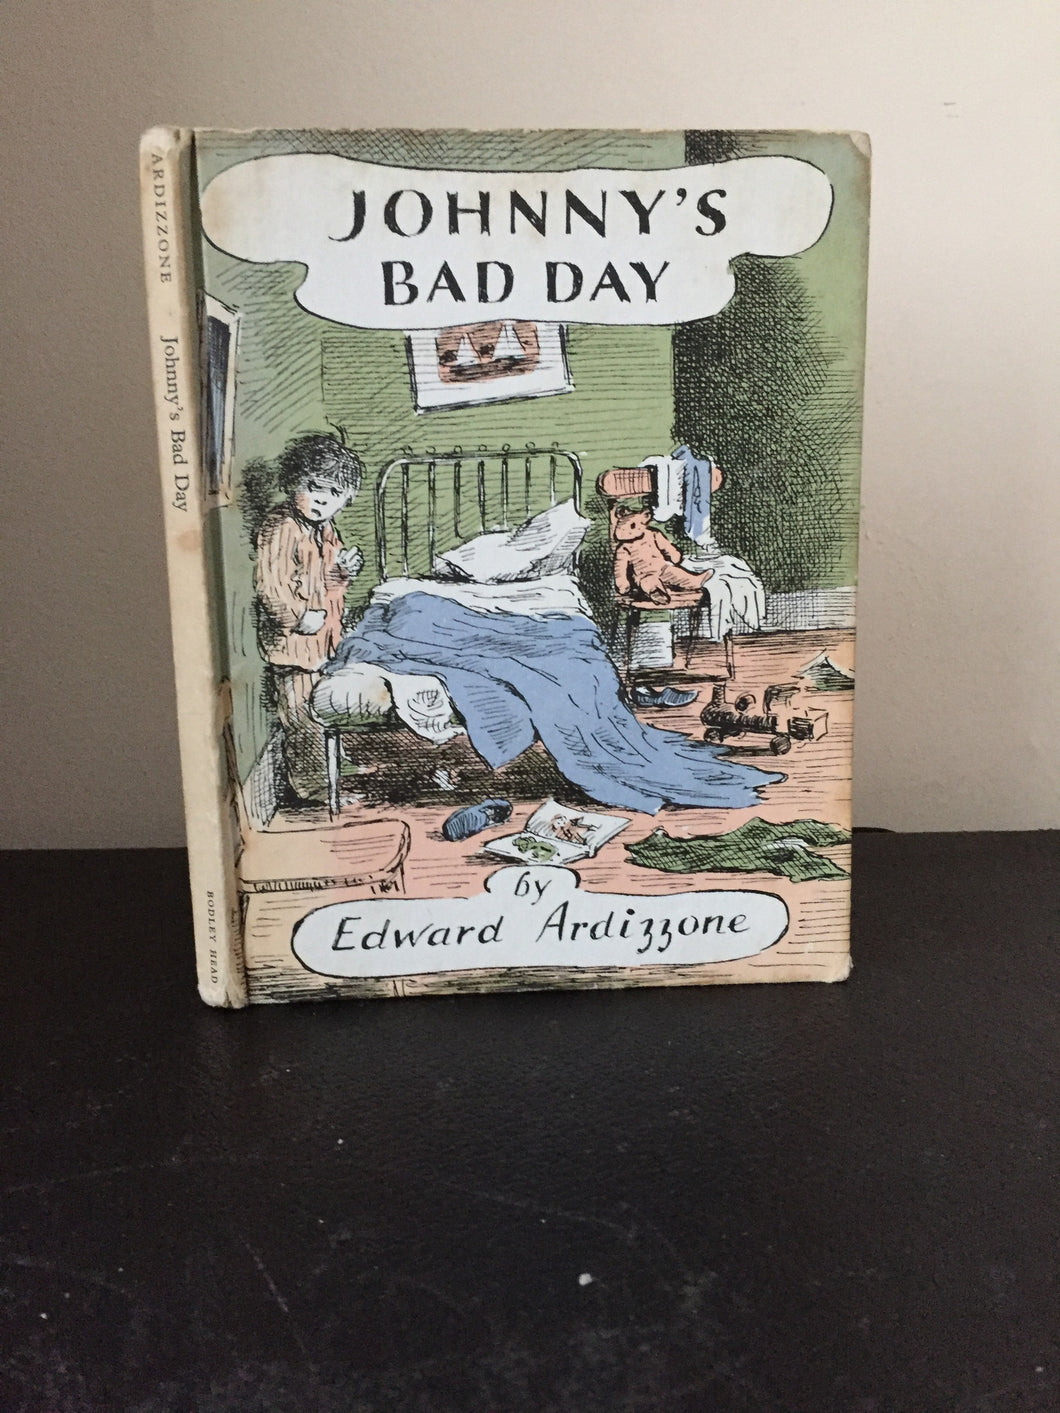 JOHNNY'S
BAD DAY
by
Edward Ardizzone
ARDIZZONE
Johnny's Bad Day
BODLEY HEAD